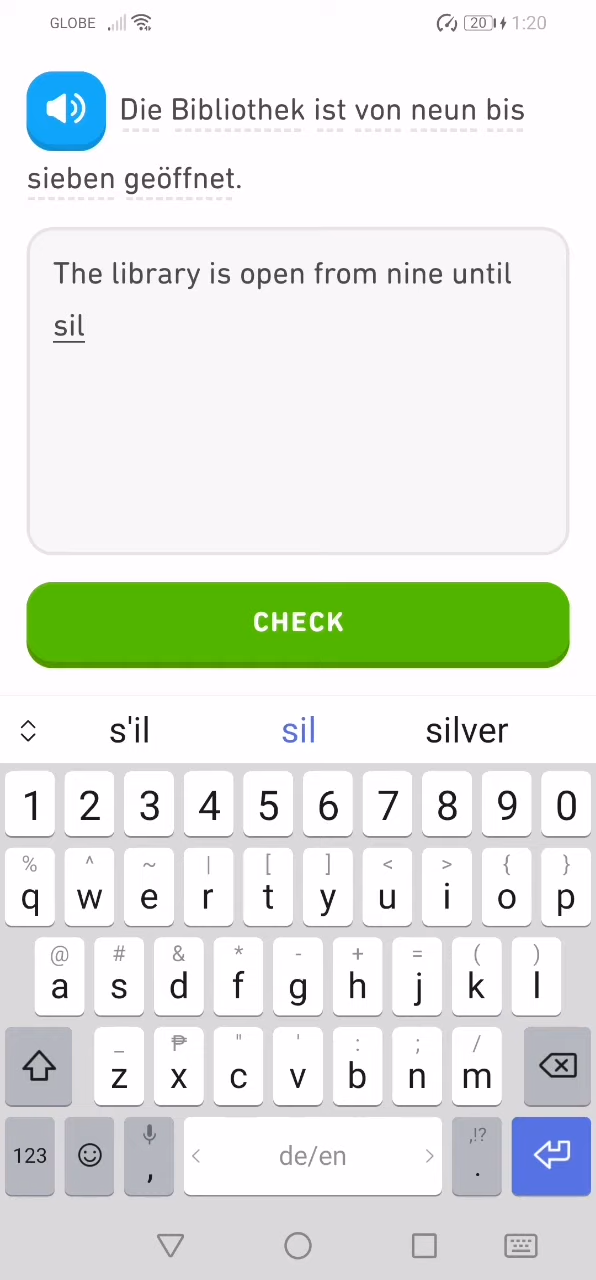 GLOBE 20 1:20
Die Bibliothek ist von neun bis
sieben geöffnet.
The library is open from nine until
sil
CHECK
s'il sil silver
1 2 3 4 5 6 7 8 9 0
% ^ ~ | [ ] < > { }
q w e r t y u i o p
@ # & * - + = ( )
a s d f g h j k l
_ ₱ " ' : ; /
z x c v b n m
,!?
123 , < de/en > .